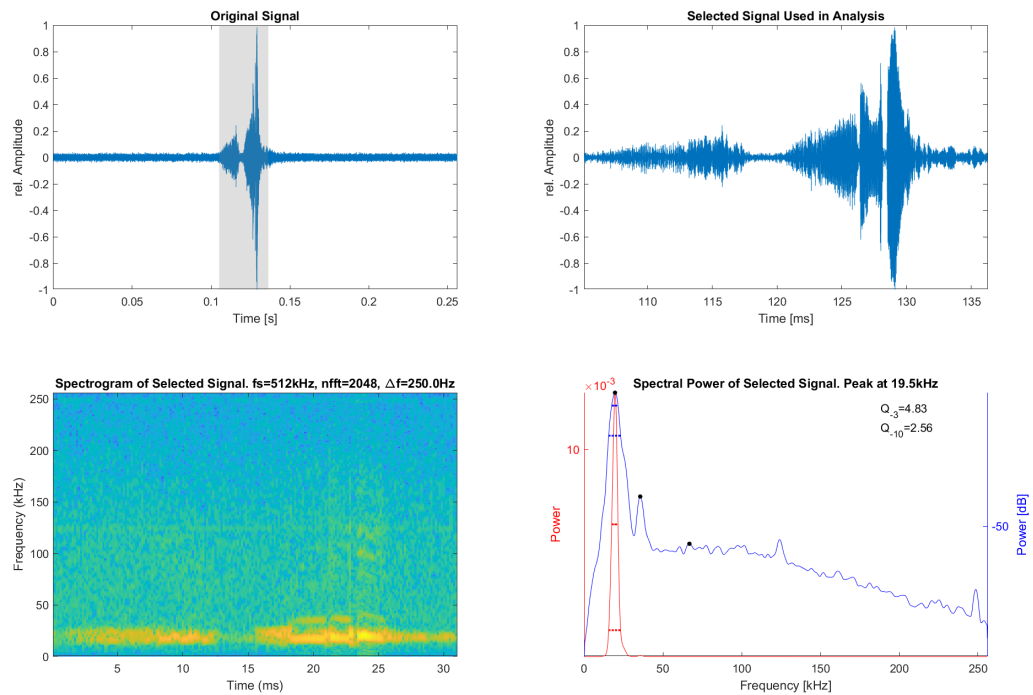 Original Signal
1
0.8
0.6
0.4
0.2
0
-0.2
-0.4
-0.6
-0.8
-1
rel. Amplitude
0 0.05 0.1 0.15 0.2 0.25
Time [s]
Selected Signal Used in Analysis
1
0.8
0.6
0.4
0.2
0
-0.2
-0.4
-0.6
-0.8
-1
rel. Amplitude
110 115 120 125 130 135
Time [ms]
Spectrogram of Selected Signal. fs=512kHz, nfft=2048, △f=250.0Hz
250
200
150
100
50
0
Frequency (kHz)
5 10 15 20 25 30
Time (ms)
Spectral Power of Selected Signal. Peak at 19.5kHz
×10-3
Q-3=4.83
Q-10=2.56
10
Power
-50
Power [dB]
0 50 100 150 200 250
Frequency [kHz]